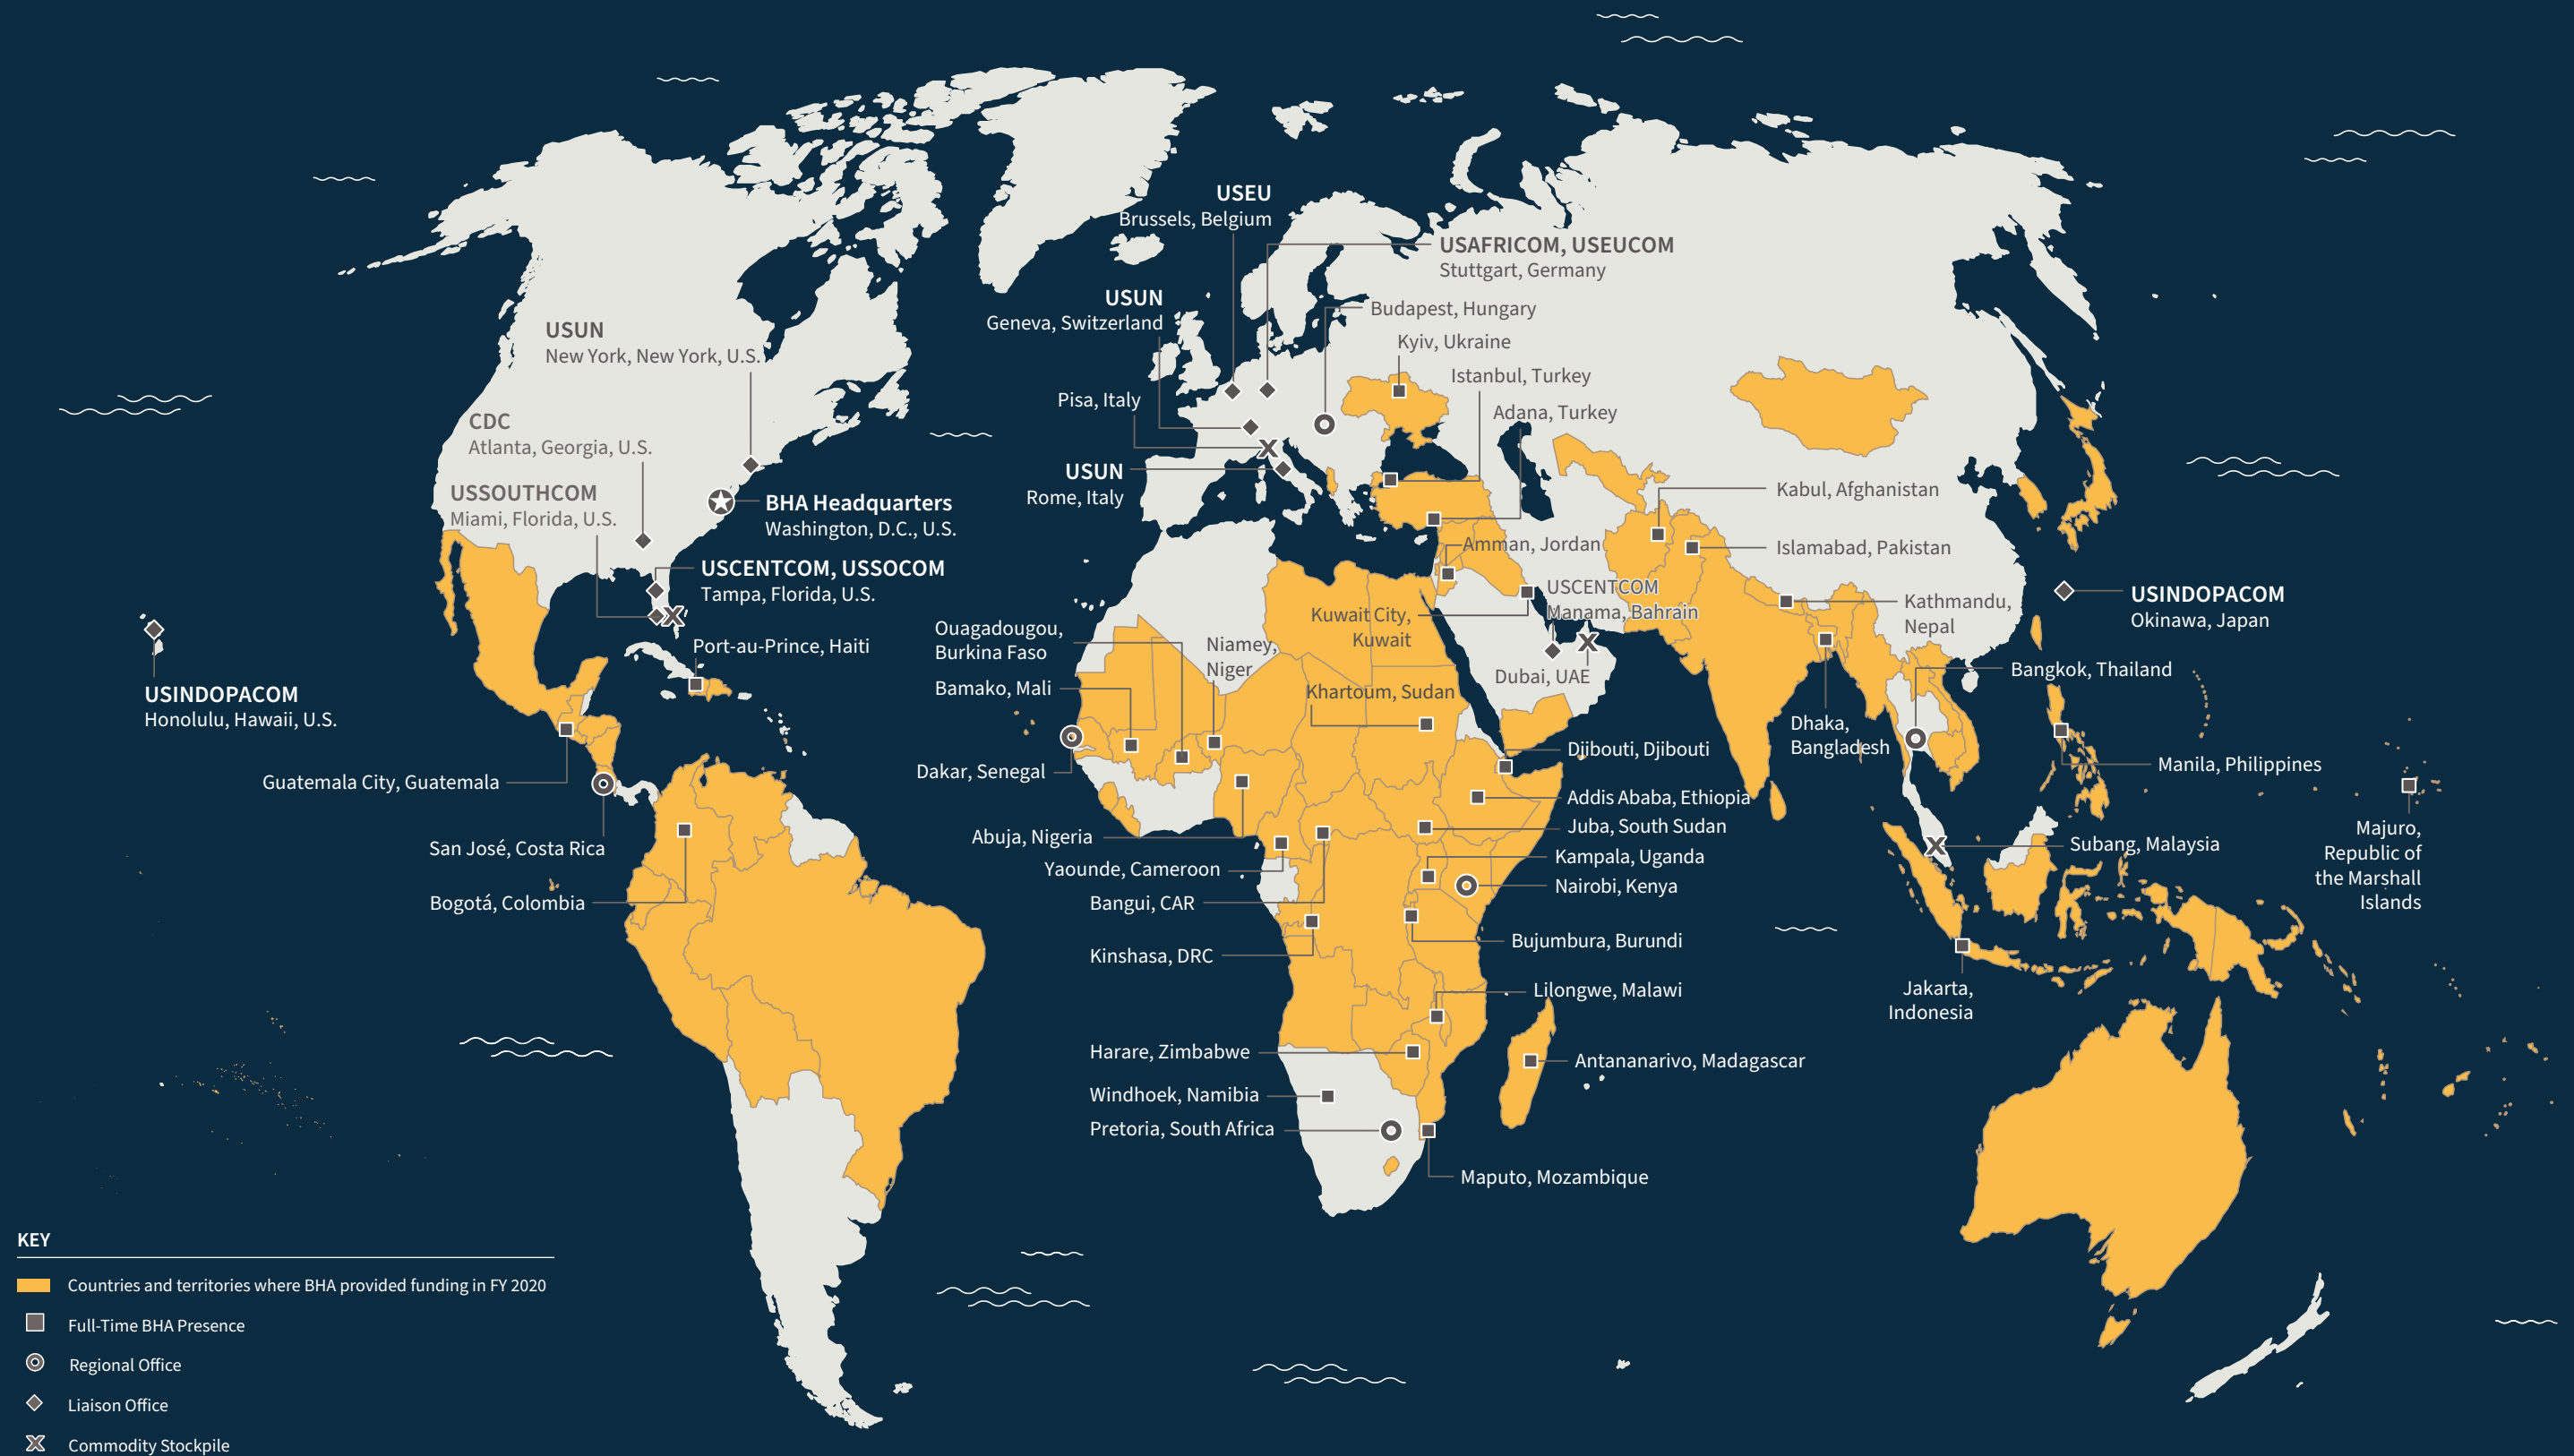 USEU
Brussels, Belgium
USAFRICOM, USEUCOM
Stuttgart, Germany
USUN
Geneva, Switzerland
Budapest, Hungary
USUN
New York, New York, U.S.
Kyiv, Ukraine
Istanbul, Turkey
Pisa, Italy
Adana, Turkey
CDC
Atlanta, Georgia, U.S.
USUN
Rome, Italy
USSOUTHCOM
Miami, Florida, U.S.
BHA Headquarters
Washington, D.C., U.S.
Kabul, Afghanistan
Amman, Jordan
Islamabad, Pakistan
USCENTCOM, USSOCOM
Tampa, Florida, U.S.
USCENTCOM
Manama, Bahrain
Kathmandu,
Nepal
USINDOPACOM
Okinawa, Japan
Kuwait City,
Kuwait
Ouagadougou,
Burkina Faso
Niamey,
Niger
Port-au-Prince, Haiti
Dubai, UAE
Bangkok, Thailand
Bamako, Mali
Khartoum, Sudan
USINDOPACOM
Honolulu, Hawaii, U.S.
Dhaka,
Bangladesh
Djibouti, Djibouti
Manila, Philippines
Dakar, Senegal
Guatemala City, Guatemala
Addis Ababa, Ethiopia
Juba, South Sudan
Majuro,
Republic of
the Marshall
Islands
Abuja, Nigeria
San José, Costa Rica
Subang, Malaysia
Kampala, Uganda
Yaounde, Cameroon
Nairobi, Kenya
Bogotá, Colombia
Bangui, CAR
Bujumbura, Burundi
Kinshasa, DRC
Lilongwe, Malawi
Jakarta,
Indonesia
Harare, Zimbabwe
Antananarivo, Madagascar
Windhoek, Namibia
Pretoria, South Africa
Maputo, Mozambique
KEY
Countries and territories where BHA provided funding in FY 2020
Full-Time BHA Presence
Regional Office
Liaison Office
Commodity Stockpile